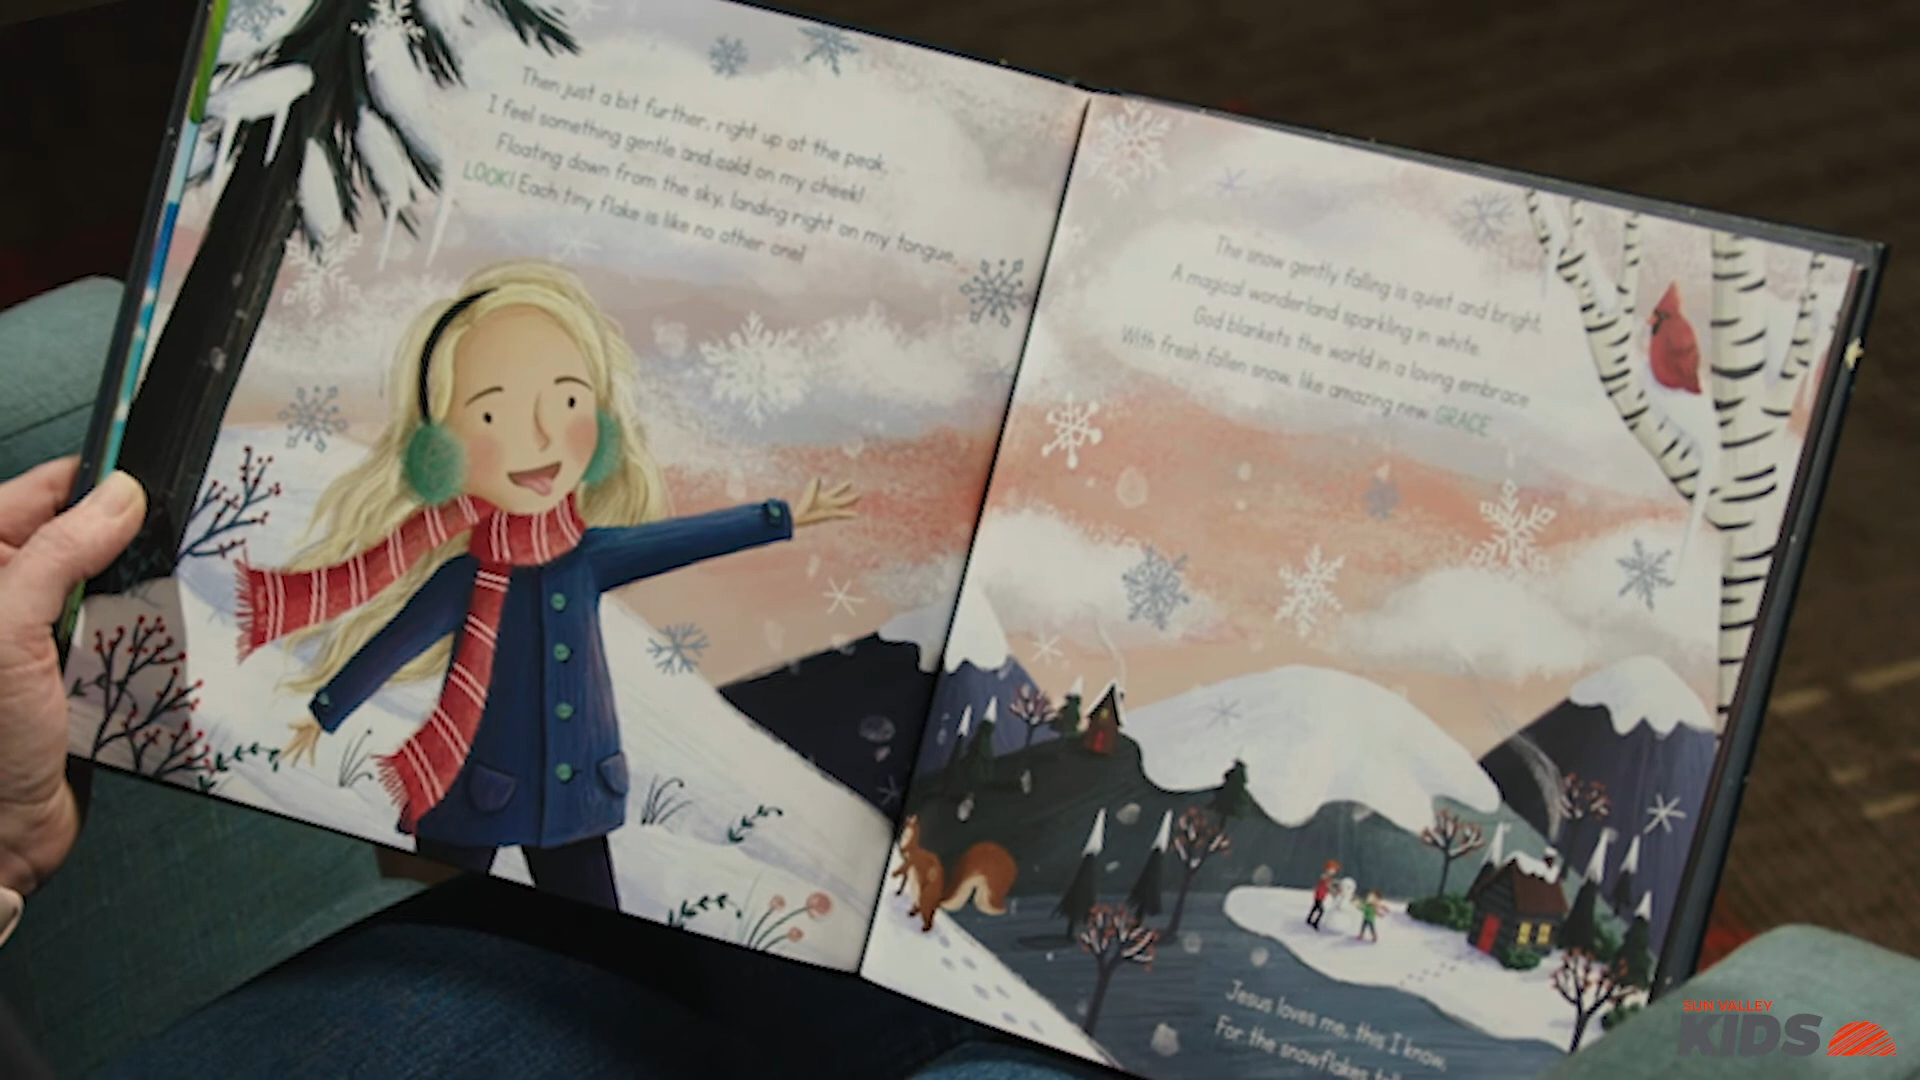 Then just a bit further, right up at the peak,
I feel something gentle and cold on my cheek!
Floating down from the sky, landing right on my tongue,
LOOK! Each tiny flake is like no other one!
The snow gently falling is quiet and bright,
A magical wonderland sparkling in white.
God blankets the world in a loving embrace
With fresh fallen snow, like amazing new GRACE.
Jesus loves me, this I know,
For the snowflakes
SUN VALLEY
KIDS